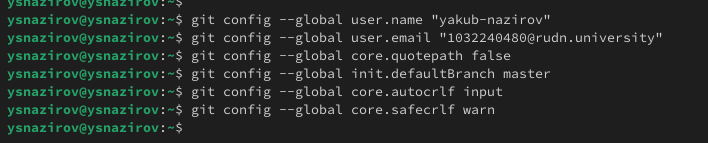 ysnazirov@ysnazirov:~$
ysnazirov@ysnazirov:~$ git config --global user.name "yakub-nazirov"
ysnazirov@ysnazirov:~$ git config --global user.email "1032240480@rudn.university"
ysnazirov@ysnazirov:~$ git config --global core.quotepath false
ysnazirov@ysnazirov:~$ git config --global init.defaultBranch master
ysnazirov@ysnazirov:~$ git config --global core.autocrlf input
ysnazirov@ysnazirov:~$ git config --global core.safecrlf warn
ysnazirov@ysnazirov:~$